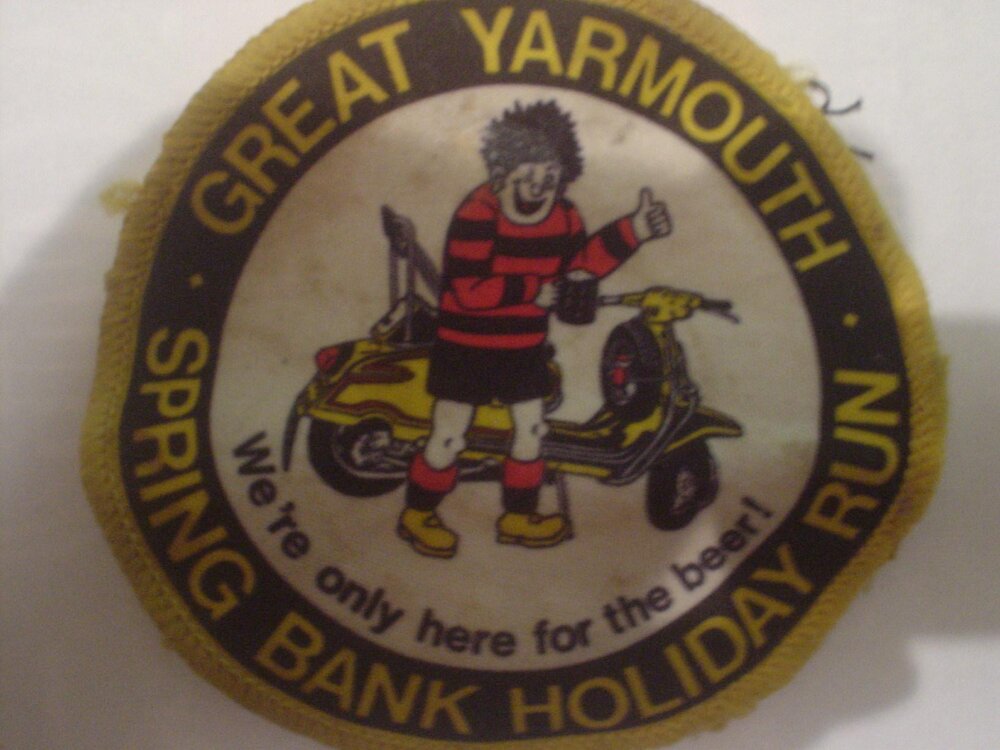 GREAT YARMOUTH
We're only here for the beer!
· SPRING BANK HOLIDAY RUN ·